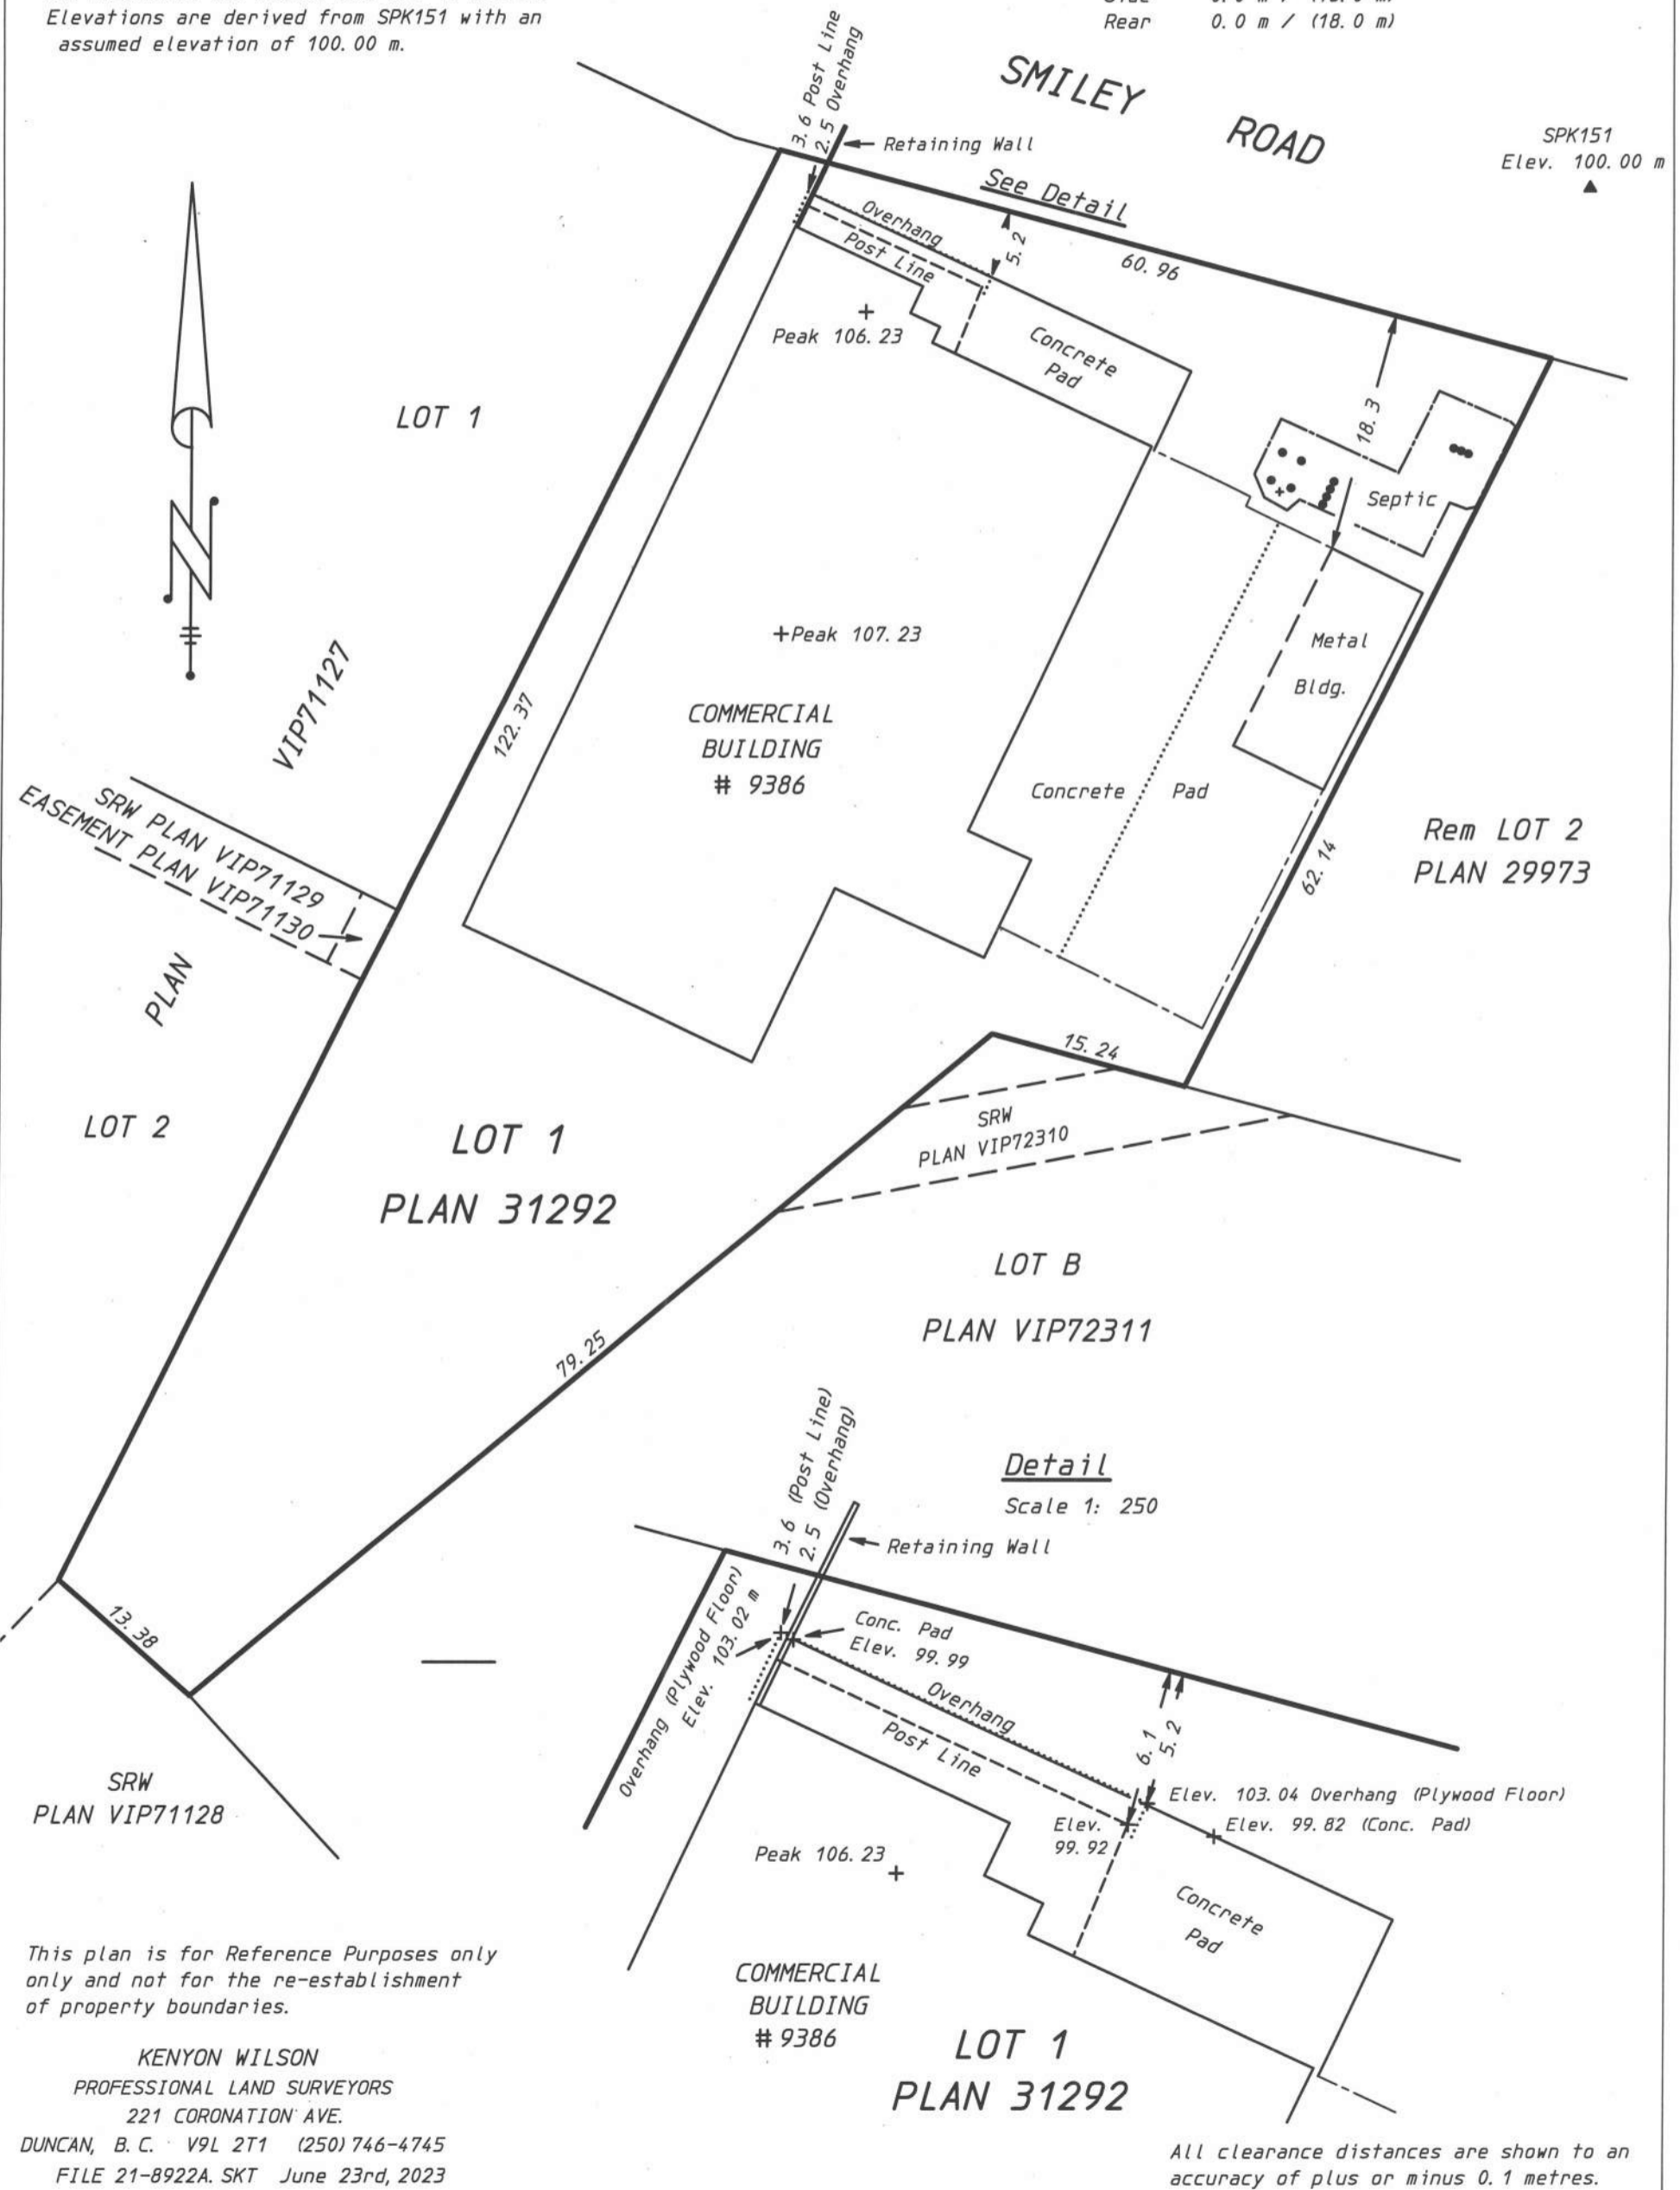 Elevations are derived from SPK151 with an
assumed elevation of 100.00 m.
Rear 0.0 m / (18.0 m)
SMILEY ROAD
SPK151
Elev. 100.00 m
3.6 Post Line
2.5 Overhang
Retaining Wall
See Detail
Overhang
Post Line
5.2
60.96
Peak 106.23
Concrete
Pad
18.3
Septic
LOT 1
N
+Peak 107.23
Metal
Bldg.
VIP71127
122.37
COMMERCIAL
BUILDING
# 9386
Concrete Pad
SRW PLAN VIP71129
EASEMENT PLAN VIP71130
62.14
Rem LOT 2
PLAN 29973
PLAN
15.24
LOT 2
LOT 1
PLAN 31292
SRW
PLAN VIP72310
LOT B
PLAN VIP72311
79.25
13.38
Detail
Scale 1: 250
3.6 (Post Line)
2.5 (Overhang)
Retaining Wall
Overhang (Plywood Floor)
Elev. 103.02 m
Conc. Pad
Elev. 99.99
Overhang
Post Line
6.1
5.2
Elev. 103.04 Overhang (Plywood Floor)
Elev. 99.82 (Conc. Pad)
Elev.
99.92
Peak 106.23
Concrete
Pad
SRW
PLAN VIP71128
COMMERCIAL
BUILDING
# 9386
LOT 1
PLAN 31292
This plan is for Reference Purposes only
only and not for the re-establishment
of property boundaries.
KENYON WILSON
PROFESSIONAL LAND SURVEYORS
221 CORONATION AVE.
DUNCAN, B.C. V9L 2T1 (250) 746-4745
FILE 21-8922A.SKT June 23rd, 2023
All clearance distances are shown to an
accuracy of plus or minus 0.1 metres.